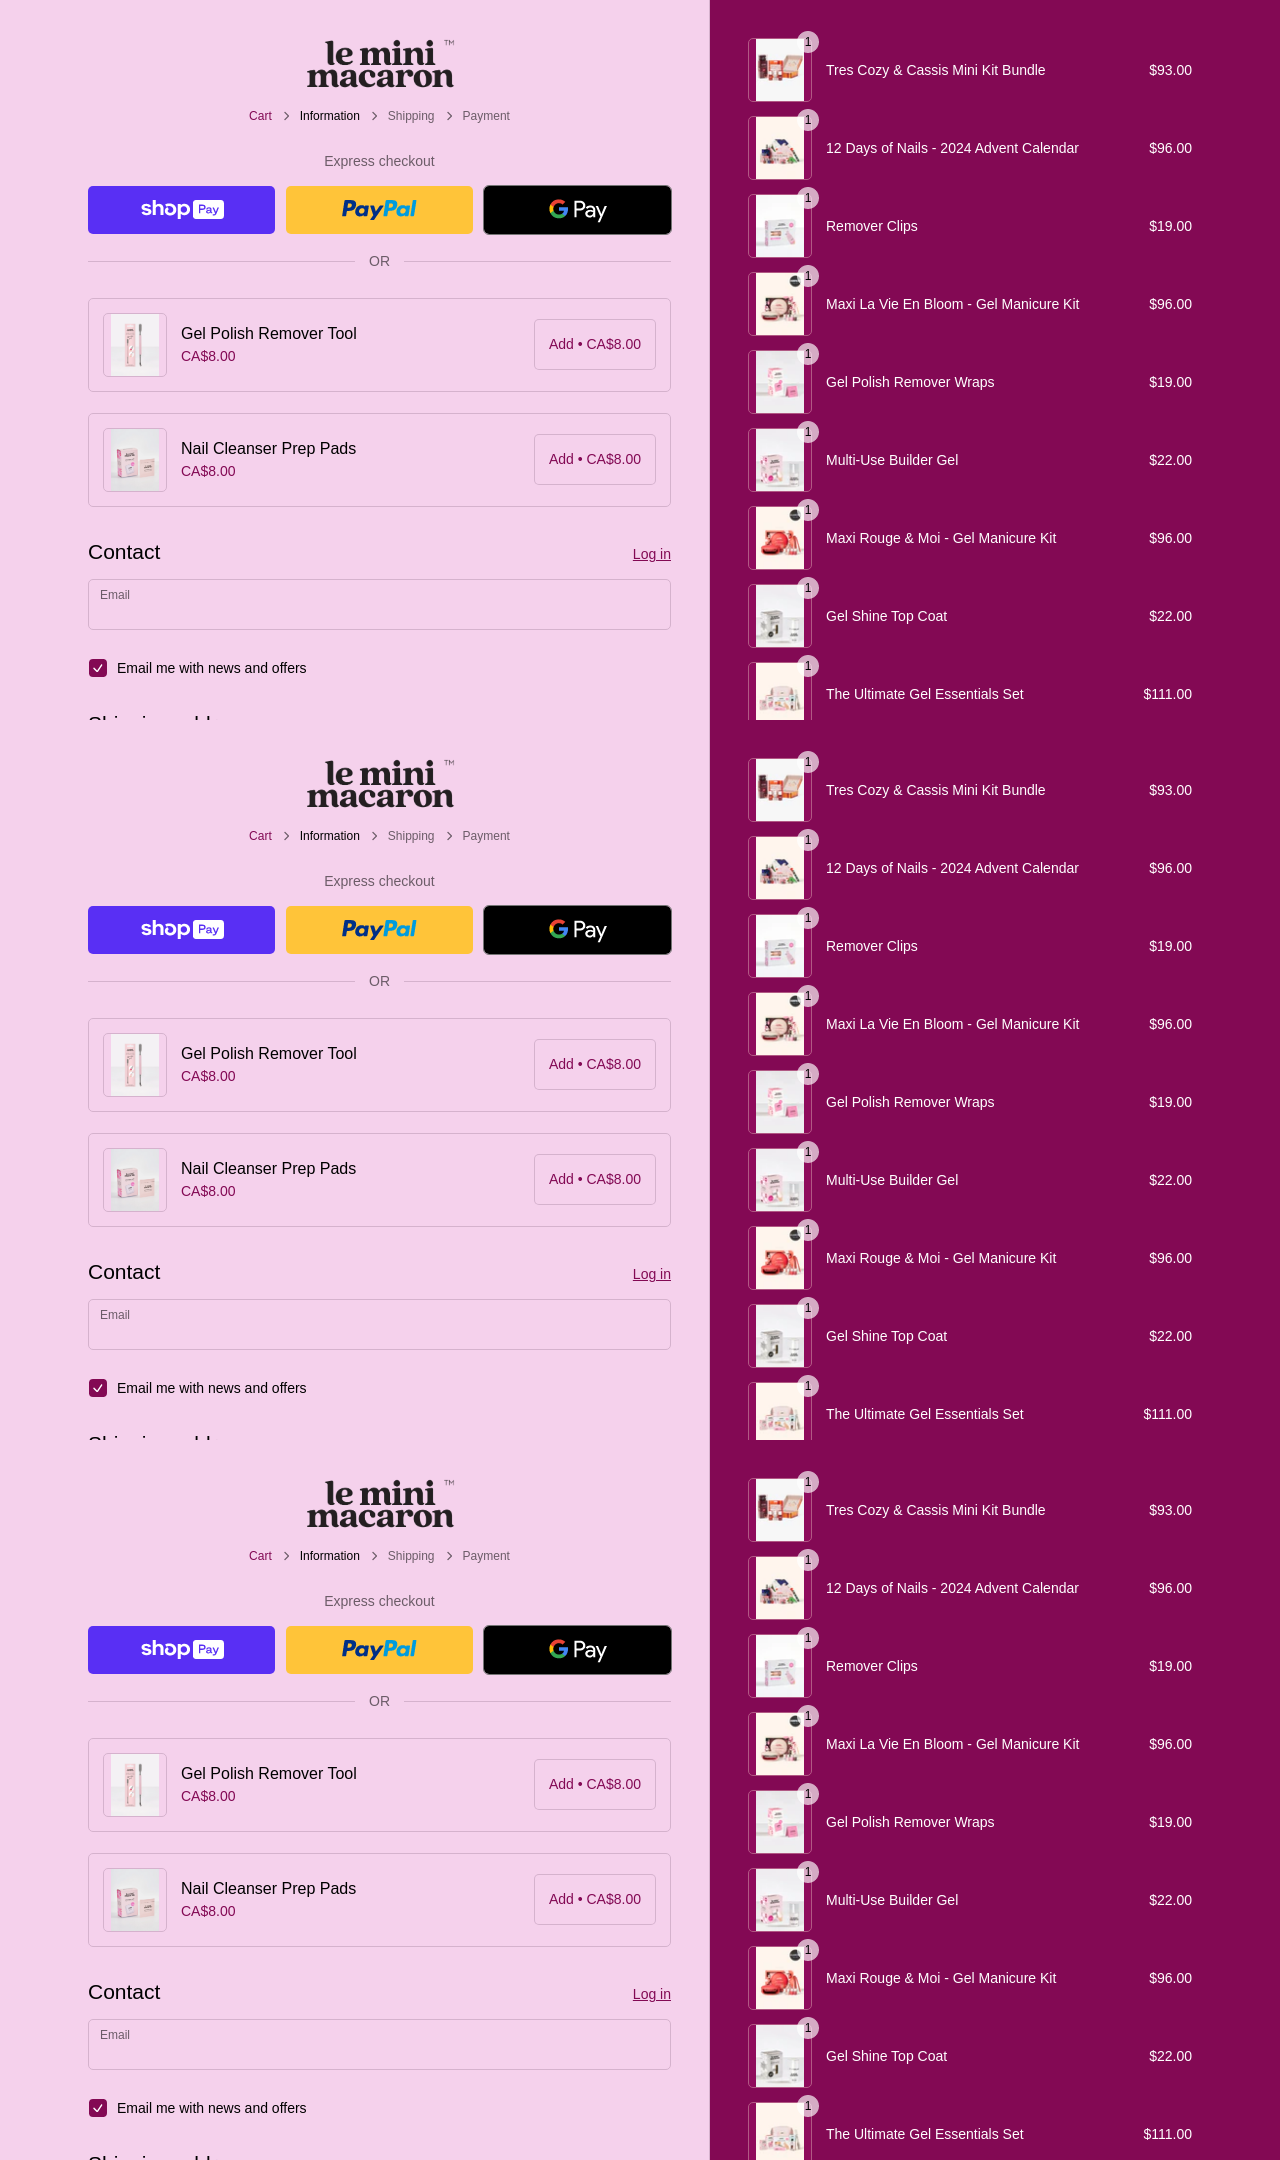 le mini ™
macaron
Cart > Information > Shipping > Payment
Express checkout
shop Pay
PayPal
G Pay
OR
Gel Polish Remover Tool
CA$8.00
Add • CA$8.00
Nail Cleanser Prep Pads
CA$8.00
Add • CA$8.00
Contact
Log in
Email
Email me with news and offers
1
Tres Cozy & Cassis Mini Kit Bundle $93.00
1
12 Days of Nails - 2024 Advent Calendar $96.00
1
Remover Clips $19.00
1
Maxi La Vie En Bloom - Gel Manicure Kit $96.00
1
Gel Polish Remover Wraps $19.00
1
Multi-Use Builder Gel $22.00
1
Maxi Rouge & Moi - Gel Manicure Kit $96.00
1
Gel Shine Top Coat $22.00
1
The Ultimate Gel Essentials Set $111.00
le mini ™
macaron
Cart > Information > Shipping > Payment
Express checkout
shop Pay
PayPal
G Pay
OR
Gel Polish Remover Tool
CA$8.00
Add • CA$8.00
Nail Cleanser Prep Pads
CA$8.00
Add • CA$8.00
Contact
Log in
Email
Email me with news and offers
1
Tres Cozy & Cassis Mini Kit Bundle $93.00
1
12 Days of Nails - 2024 Advent Calendar $96.00
1
Remover Clips $19.00
1
Maxi La Vie En Bloom - Gel Manicure Kit $96.00
1
Gel Polish Remover Wraps $19.00
1
Multi-Use Builder Gel $22.00
1
Maxi Rouge & Moi - Gel Manicure Kit $96.00
1
Gel Shine Top Coat $22.00
1
The Ultimate Gel Essentials Set $111.00
le mini ™
macaron
Cart > Information > Shipping > Payment
Express checkout
shop Pay
PayPal
G Pay
OR
Gel Polish Remover Tool
CA$8.00
Add • CA$8.00
Nail Cleanser Prep Pads
CA$8.00
Add • CA$8.00
Contact
Log in
Email
Email me with news and offers
1
Tres Cozy & Cassis Mini Kit Bundle $93.00
1
12 Days of Nails - 2024 Advent Calendar $96.00
1
Remover Clips $19.00
1
Maxi La Vie En Bloom - Gel Manicure Kit $96.00
1
Gel Polish Remover Wraps $19.00
1
Multi-Use Builder Gel $22.00
1
Maxi Rouge & Moi - Gel Manicure Kit $96.00
1
Gel Shine Top Coat $22.00
1
The Ultimate Gel Essentials Set $111.00